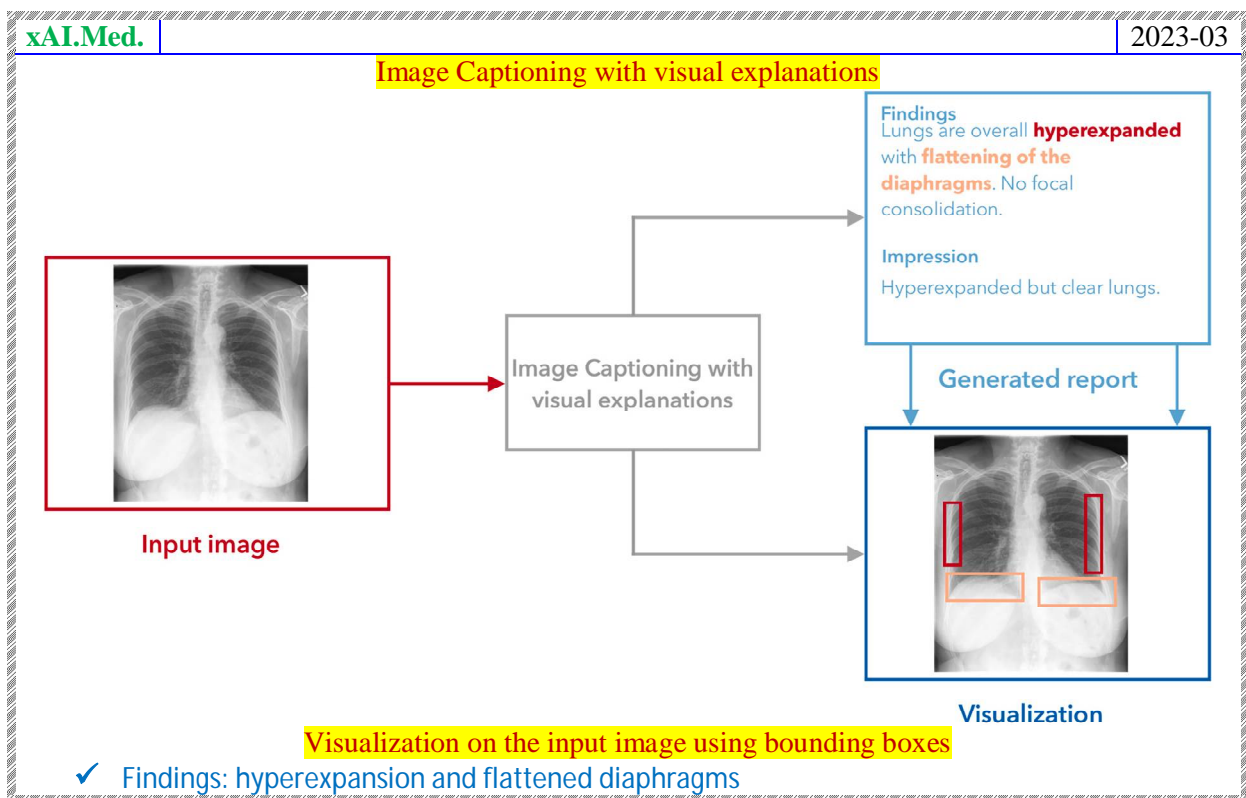 xAI.Med. 2023-03
Image Captioning with visual explanations
Findings
Lungs are overall hyperexpanded
with flattening of the
diaphragms. No focal
consolidation.
Impression
Hyperexpanded but clear lungs.
Image Captioning with
visual explanations
Generated report
Input image
Visualization
Visualization on the input image using bounding boxes
✓ Findings: hyperexpansion and flattened diaphragms